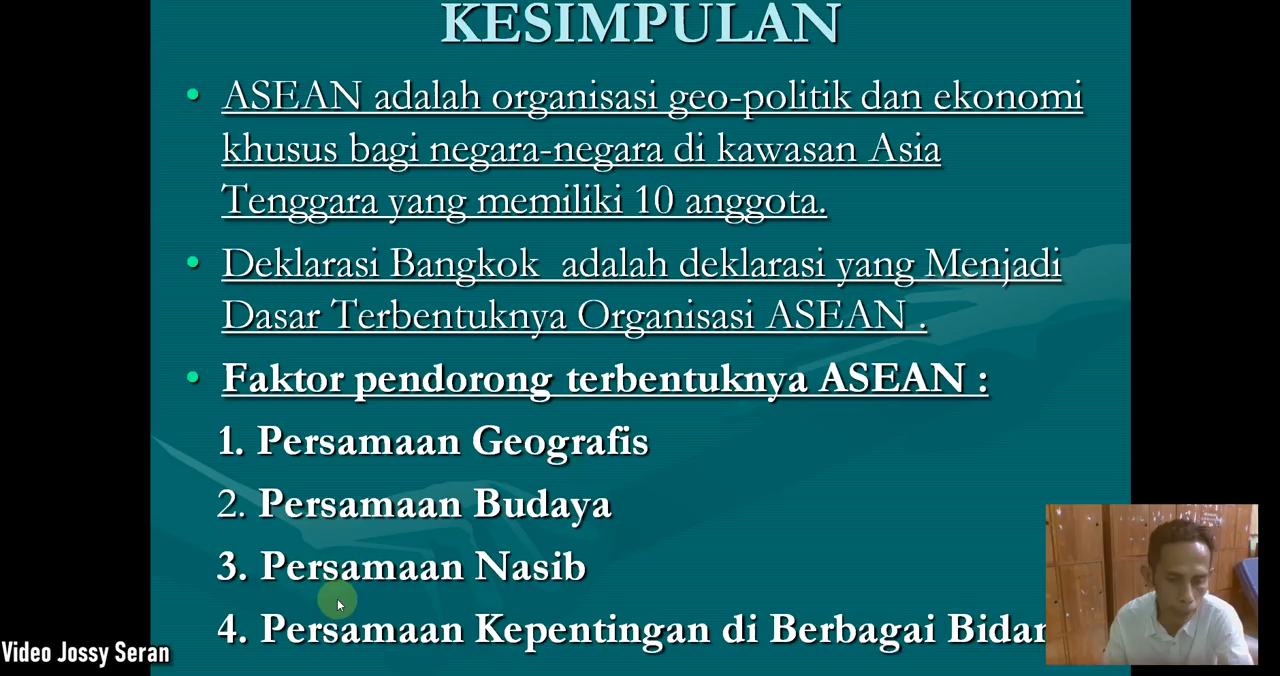 KESIMPULAN
• ASEAN adalah organisasi geo-politik dan ekonomi
khusus bagi negara-negara di kawasan Asia
Tenggara yang memiliki 10 anggota.
• Deklarasi Bangkok adalah deklarasi yang Menjadi
Dasar Terbentuknya Organisasi ASEAN .
• Faktor pendorong terbentuknya ASEAN :
1. Persamaan Geografis
2. Persamaan Budaya
3. Persamaan Nasib
4. Persamaan Kepentingan di Berbagai
Video Jossy Seran